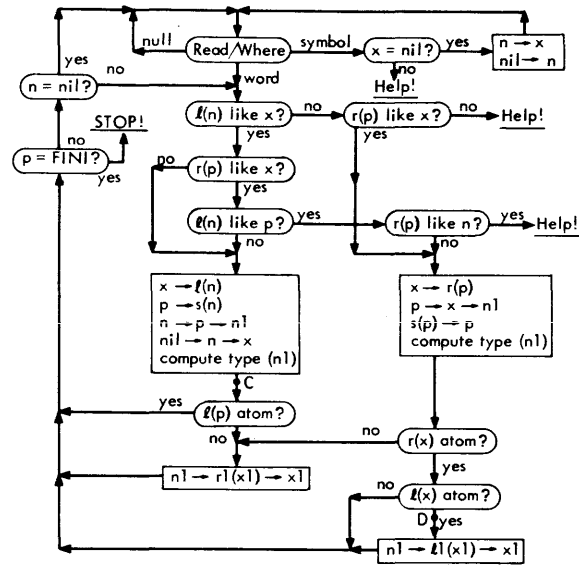 null
Read/Where
symbol
x = nil?
yes
n → x
nil → n
yes
no
word
no
Help!
n = nil?
ℓ(n) like x?
no
r(p) like x?
no
Help!
no
STOP!
yes
yes
p = FINI?
yes
no
r(p) like x?
yes
ℓ(n) like p?
yes
r(p) like n?
yes
Help!
no
no
x → ℓ(n)
p → s(n)
n → p → n1
nil → n → x
compute type (n1)
x → r(p)
p → x → n1
s(p) → p
compute type (n1)
C
yes
ℓ(p) atom?
no
no
r(x) atom?
yes
n1 → r1(x1) → x1
no
ℓ(x) atom?
D
yes
n1 → ℓ1(x1) → x1